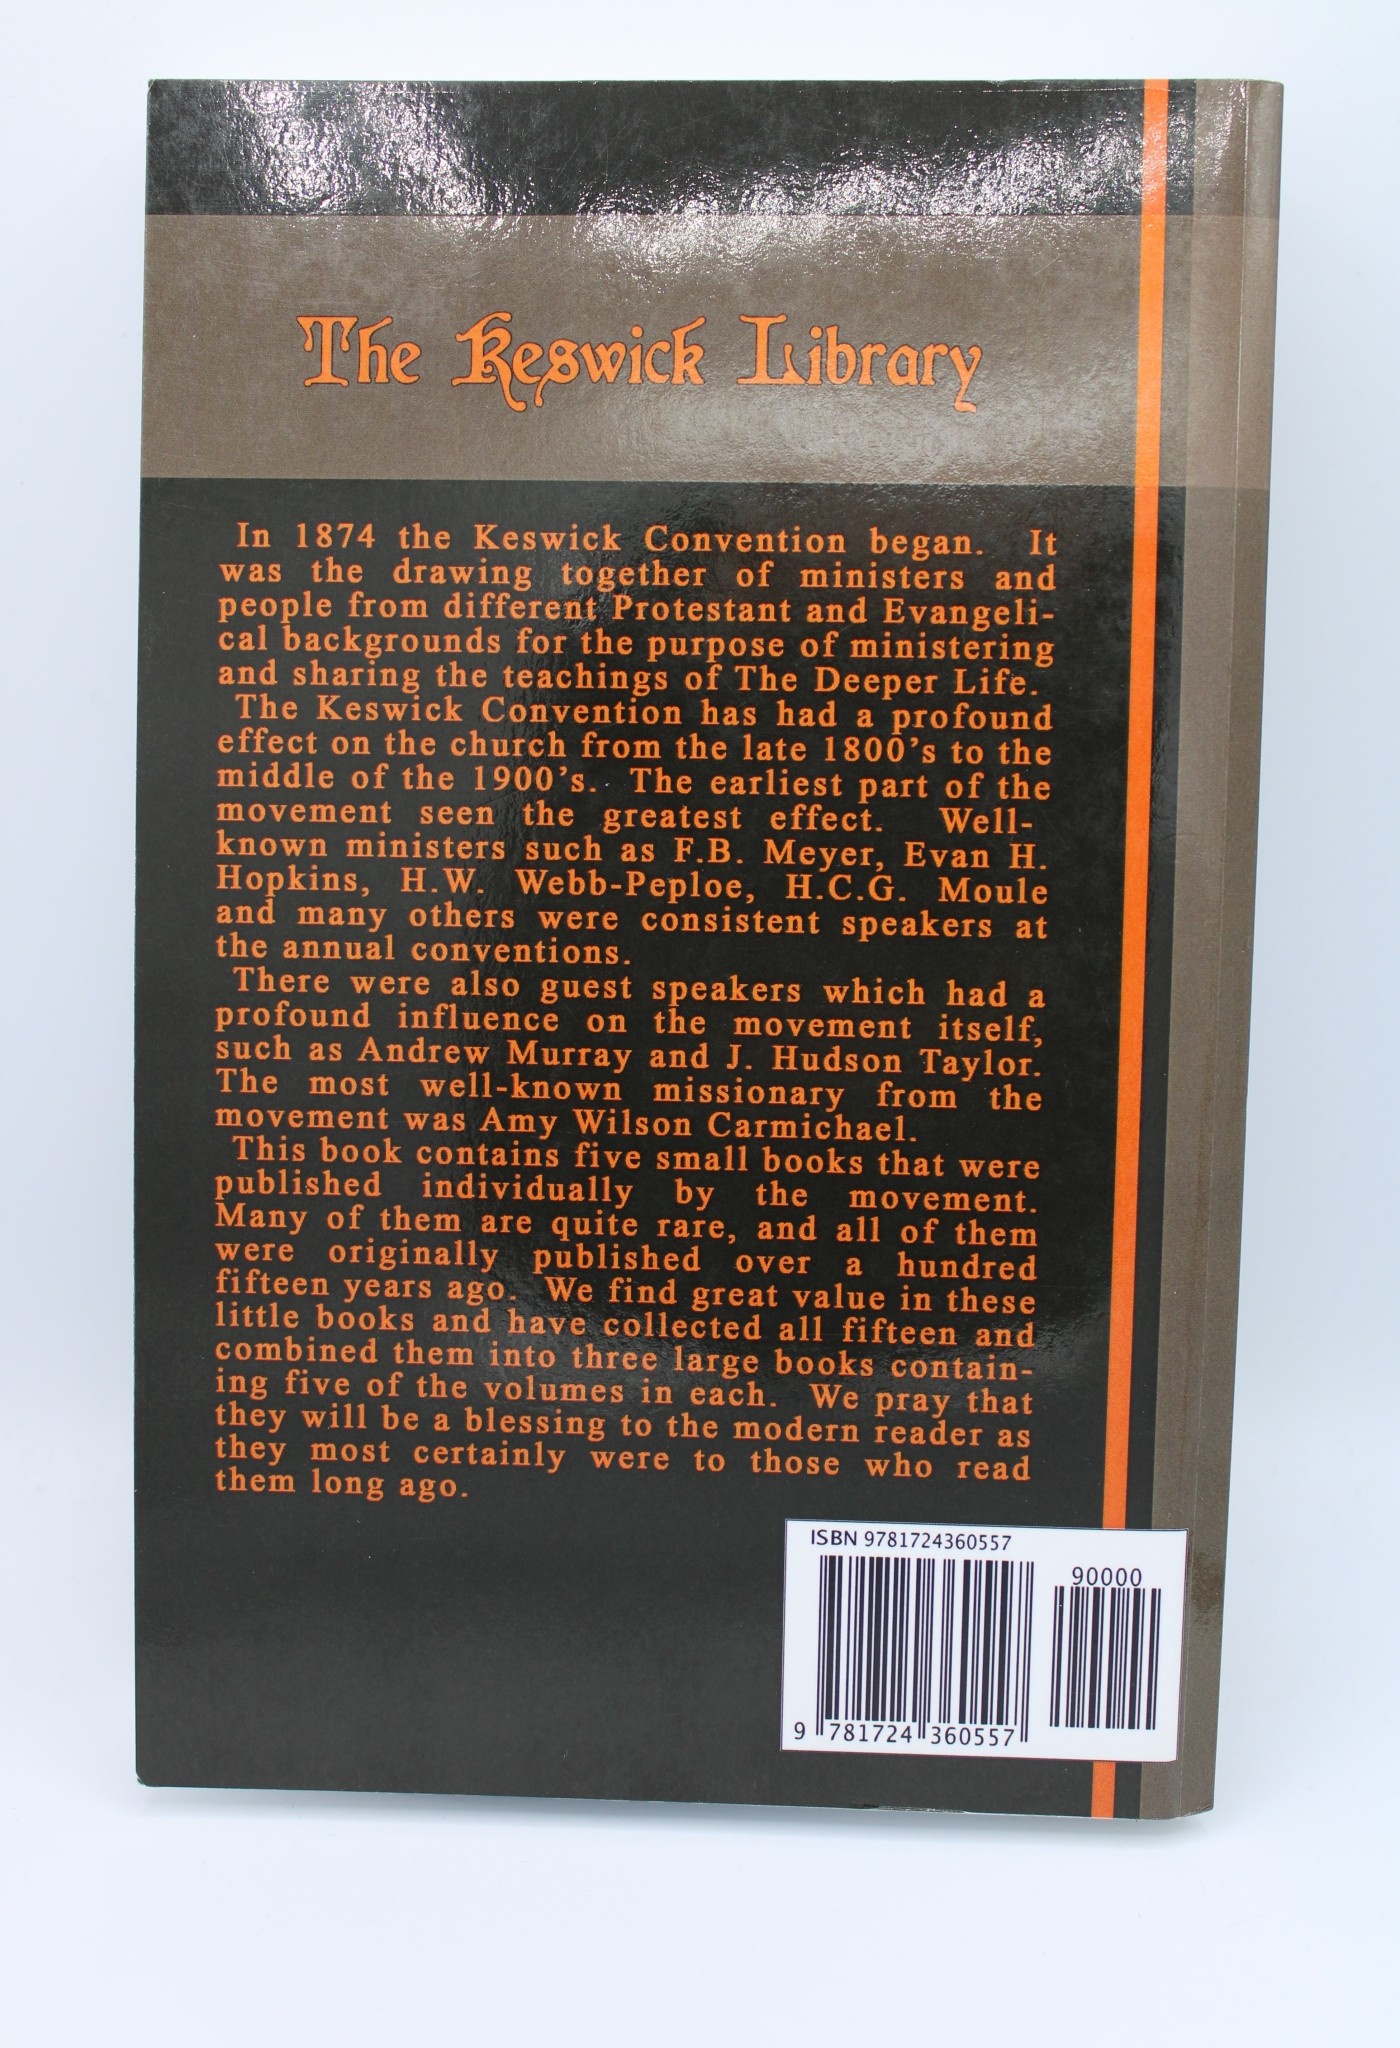 The Keswick Library
In 1874 the Keswick Convention began. It
was the drawing together of ministers and
people from different Protestant and Evangeli-
cal backgrounds for the purpose of ministering
and sharing the teachings of The Deeper Life.
The Keswick Convention has had a profound
effect on the church from the late 1800's to the
middle of the 1900's. The earliest part of the
movement seen the greatest effect. Well-
known ministers such as F.B. Meyer, Evan H.
Hopkins, H.W. Webb-Peploe, H.C.G. Moule
and many others were consistent speakers at
the annual conventions.
There were also guest speakers which had a
profound influence on the movement itself,
such as Andrew Murray and J. Hudson Taylor.
The most well-known missionary from the
movement was Amy Wilson Carmichael.
This book contains five small books that were
published individually by the movement.
Many of them are quite rare, and all of them
were originally published over a hundred
fifteen years ago. We find great value in these
little books and have collected all fifteen and
combined them into three large books contain-
ing five of the volumes in each. We pray that
they will be a blessing to the modern reader as
they most certainly were to those who read
them long ago.
ISBN 9781724360557
90000
9 781724 360557